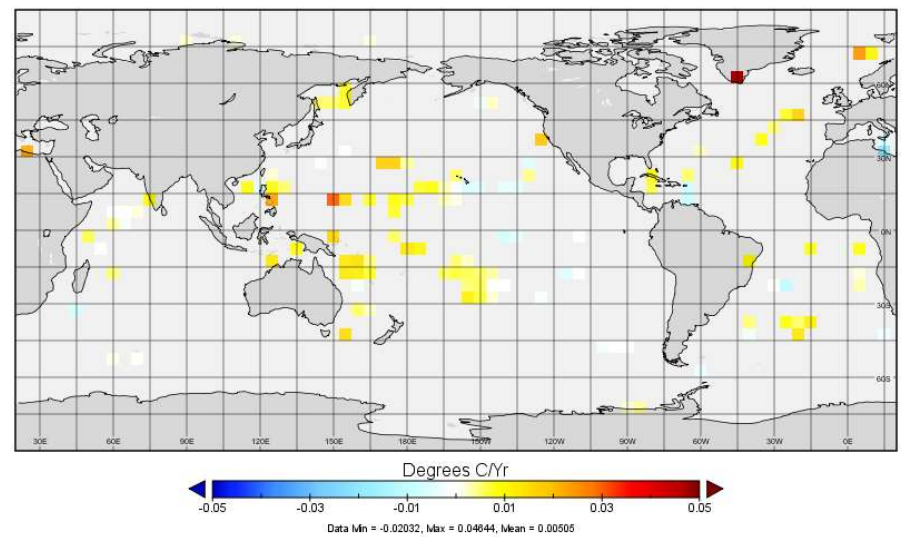 60N
30N
0N
30S
60S
30E 60E 90E 120E 150E 180E 150W 120W 90W 60W 30W 0E
Degrees C/Yr
-0.05 -0.03 -0.01 0.01 0.03 0.05
Data Min = -0.02032, Max = 0.04644, Mean = 0.00505